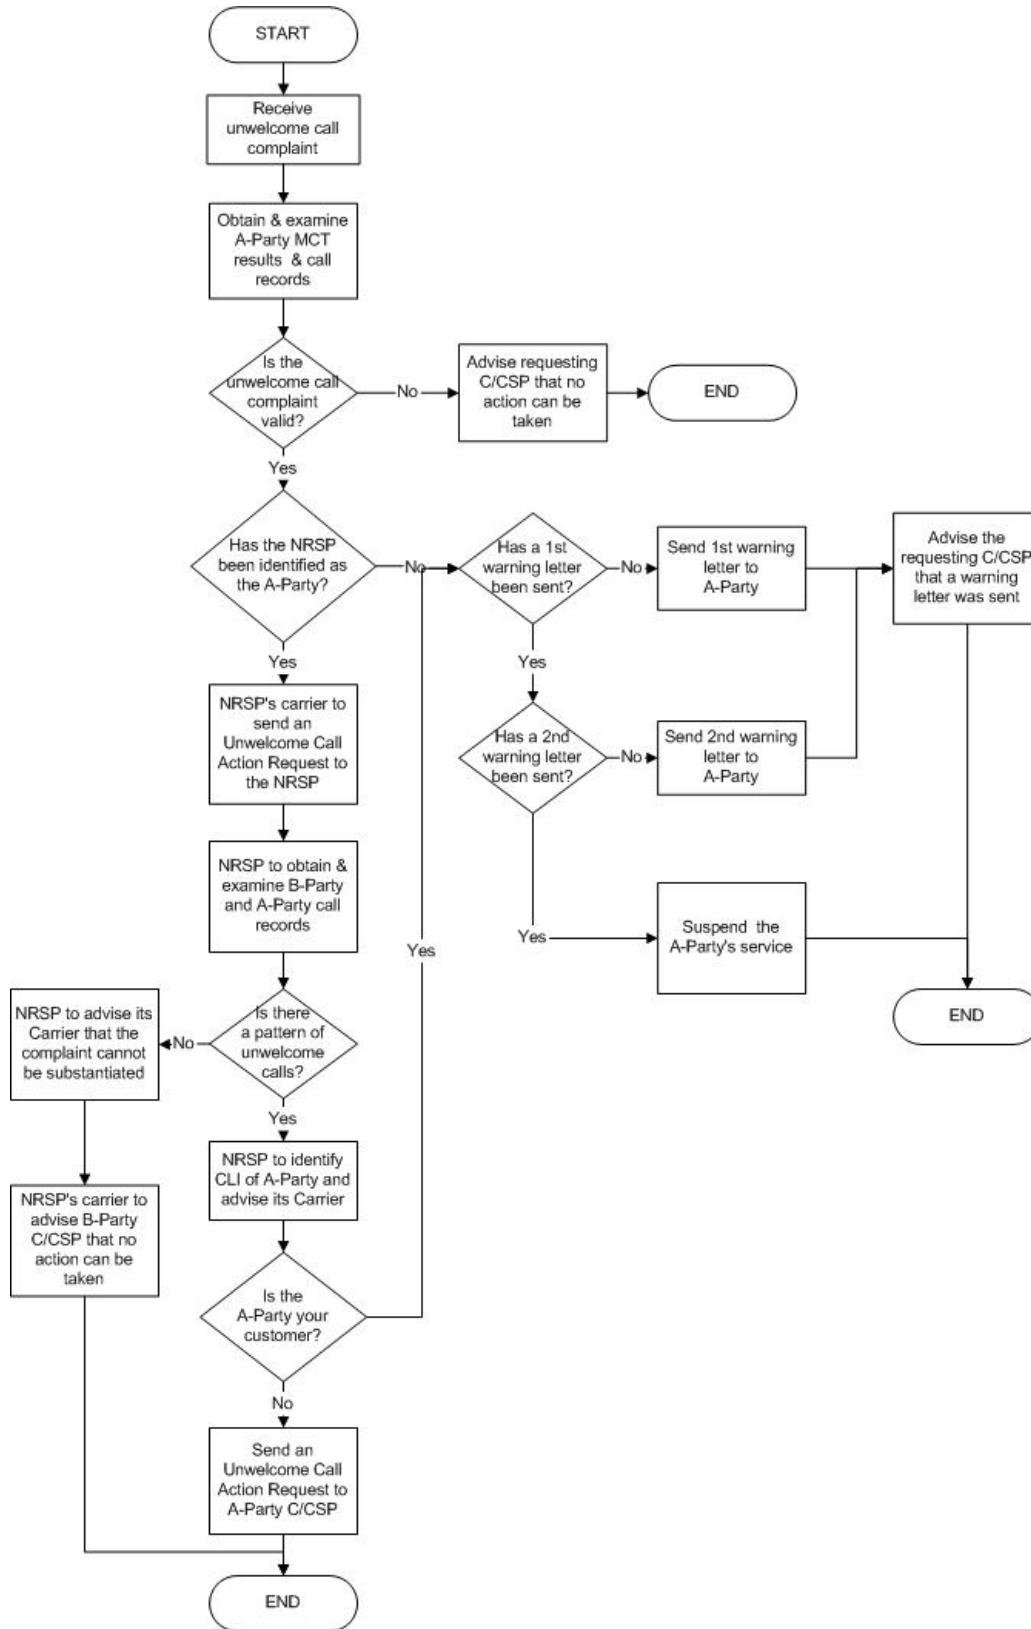 START
Receive
unwelcome call
complaint
Obtain & examine
A-Party MCT
results & call
records
Is the
unwelcome call
complaint
valid?
No
Advise requesting
C/CSP that no
action can be
taken
END
Yes
Has the NRSP
been identified as
the A-Party?
No
Has a 1st
warning letter
been sent?
No
Send 1st warning
letter to
A-Party
Advise the
requesting C/CSP
that a warning
letter was sent
Yes
Yes
NRSP's carrier to
send an
Unwelcome Call
Action Request to
the NRSP
Has a 2nd
warning letter
been sent?
No
Send 2nd warning
letter to
A-Party
NRSP to obtain &
examine B-Party
and A-Party call
records
Yes
Yes
Suspend the
A-Party's service
END
Is there
a pattern of
unwelcome
calls?
No
NRSP to advise its
Carrier that the
complaint cannot
be substantiated
Yes
NRSP to identify
CLI of A-Party and
advise its Carrier
NRSP's carrier to
advise B-Party
C/CSP that no
action can be
taken
Is the
A-Party your
customer?
No
Send an
Unwelcome Call
Action Request to
A-Party C/CSP
END